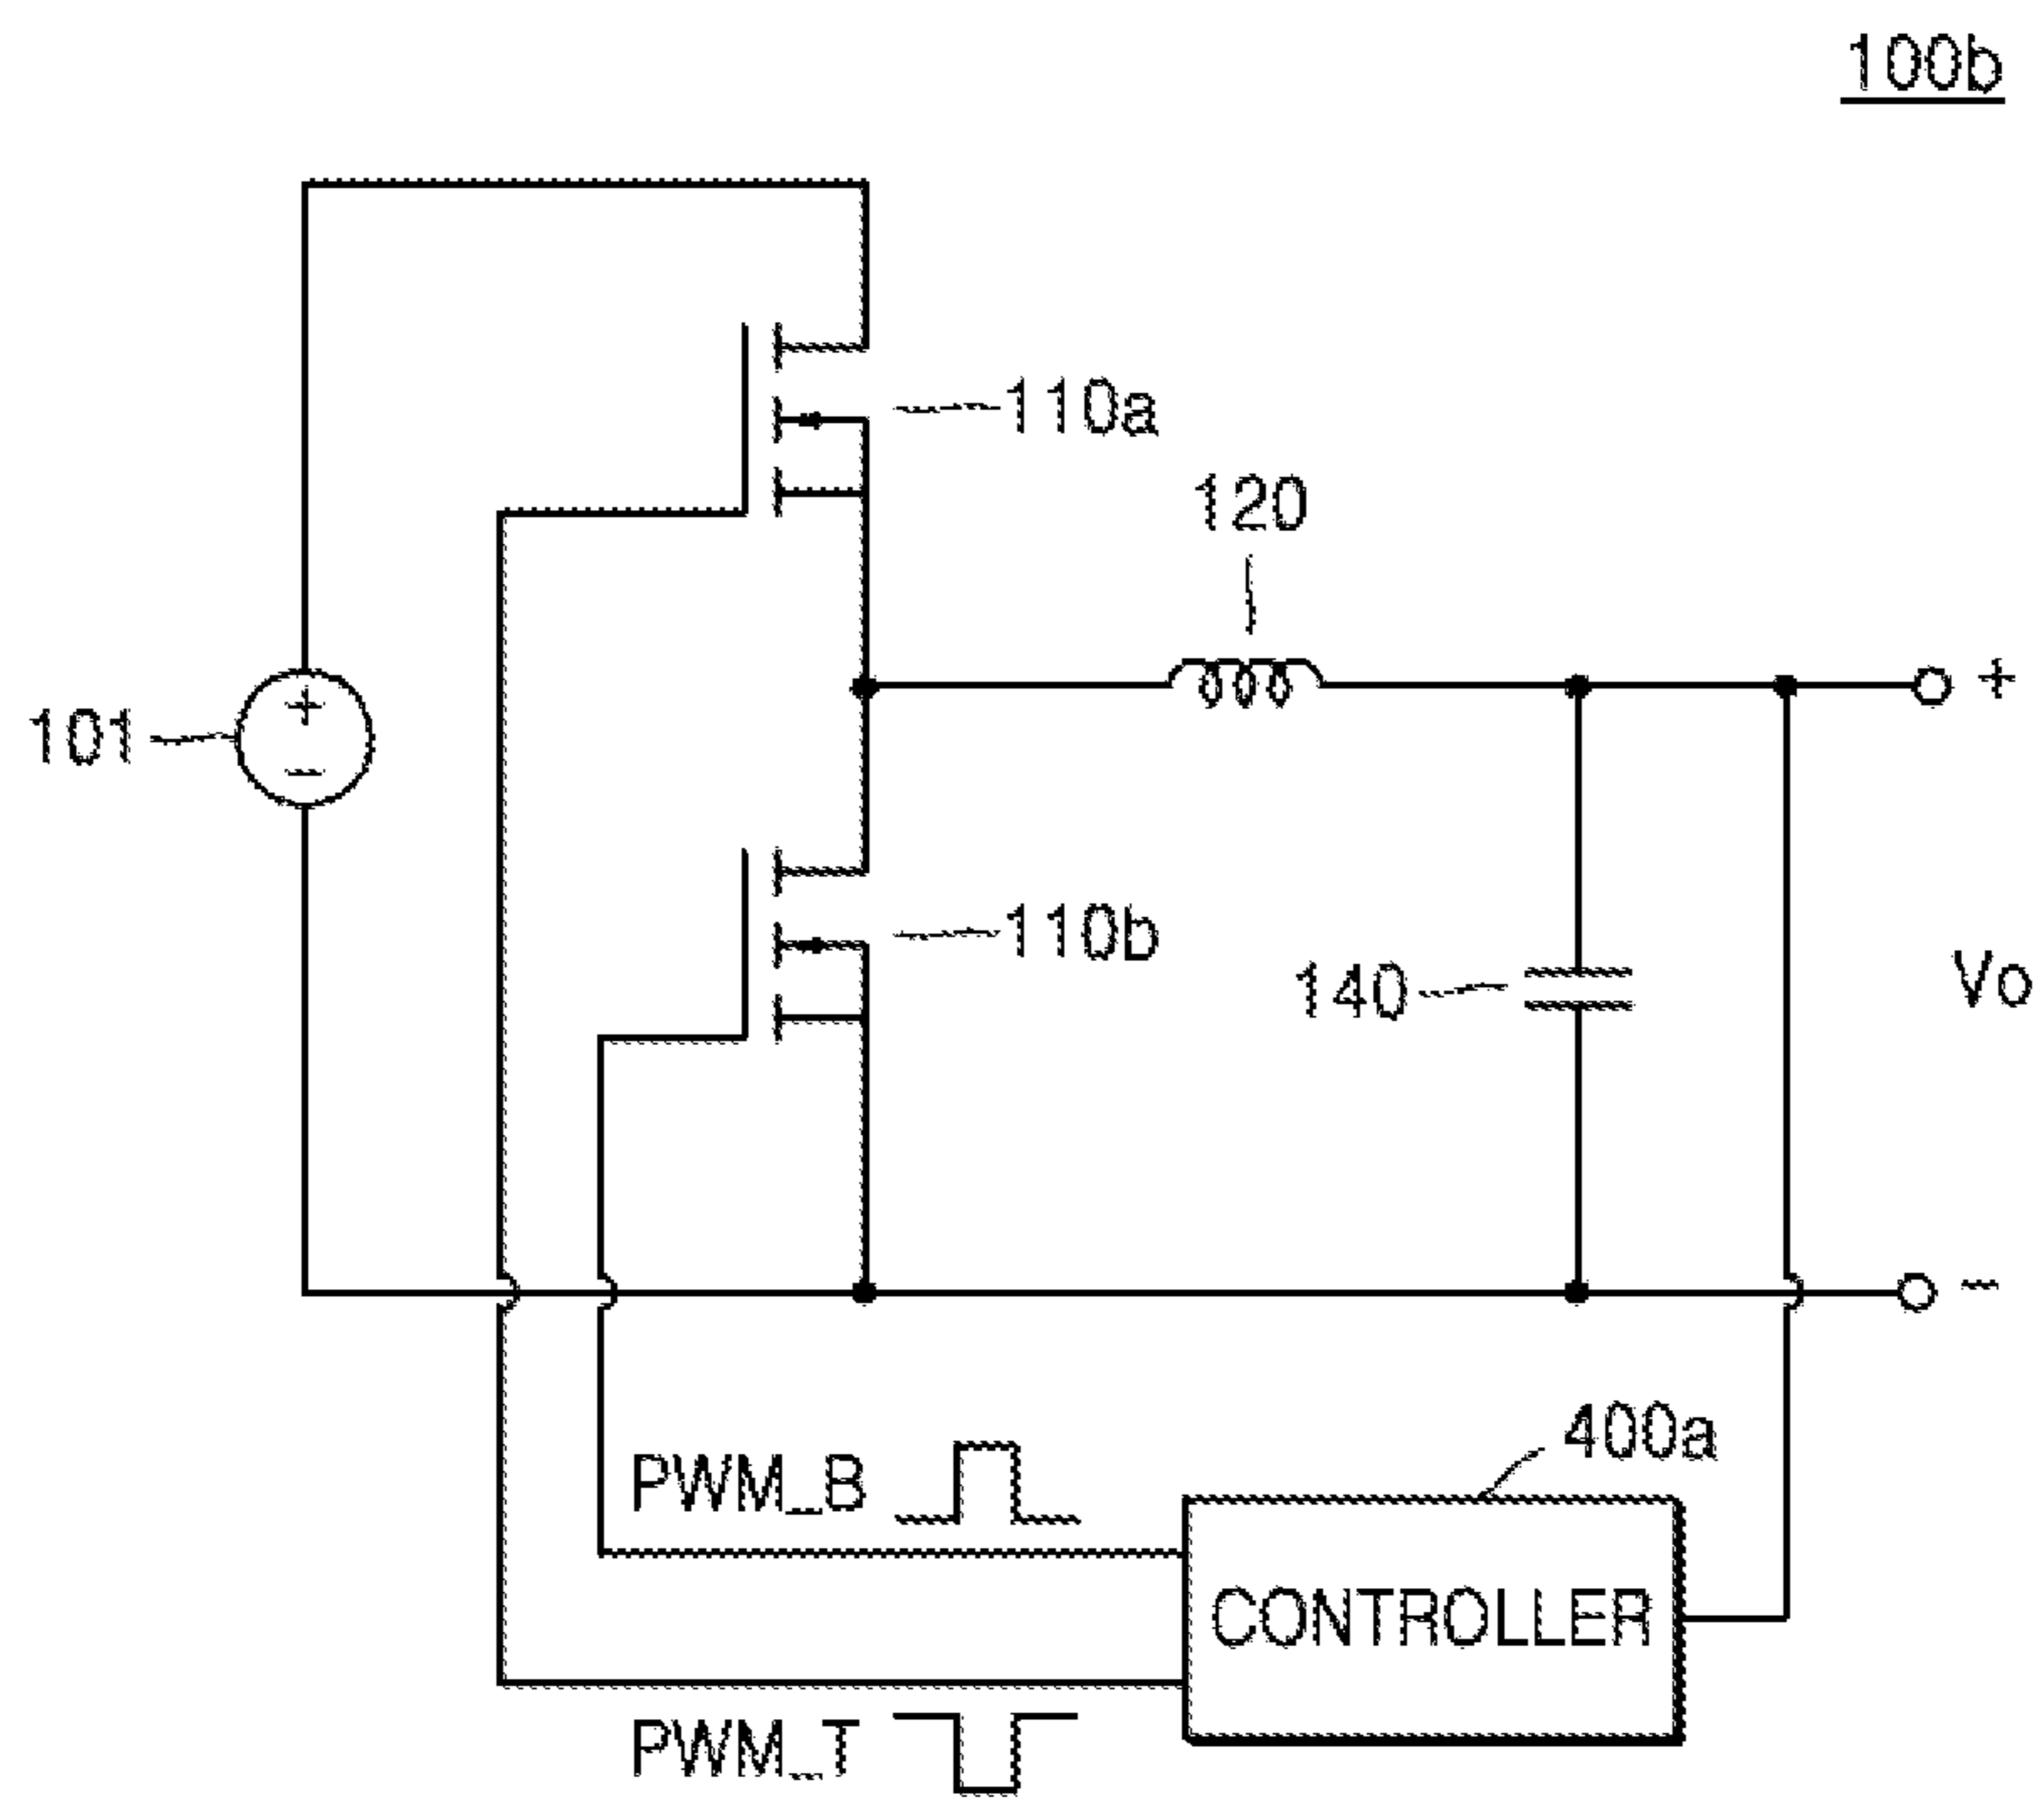 100b
110a
120
+
+
−
101
110b
140
Vo
−
400a
PWM_B
CONTROLLER
PWM_T